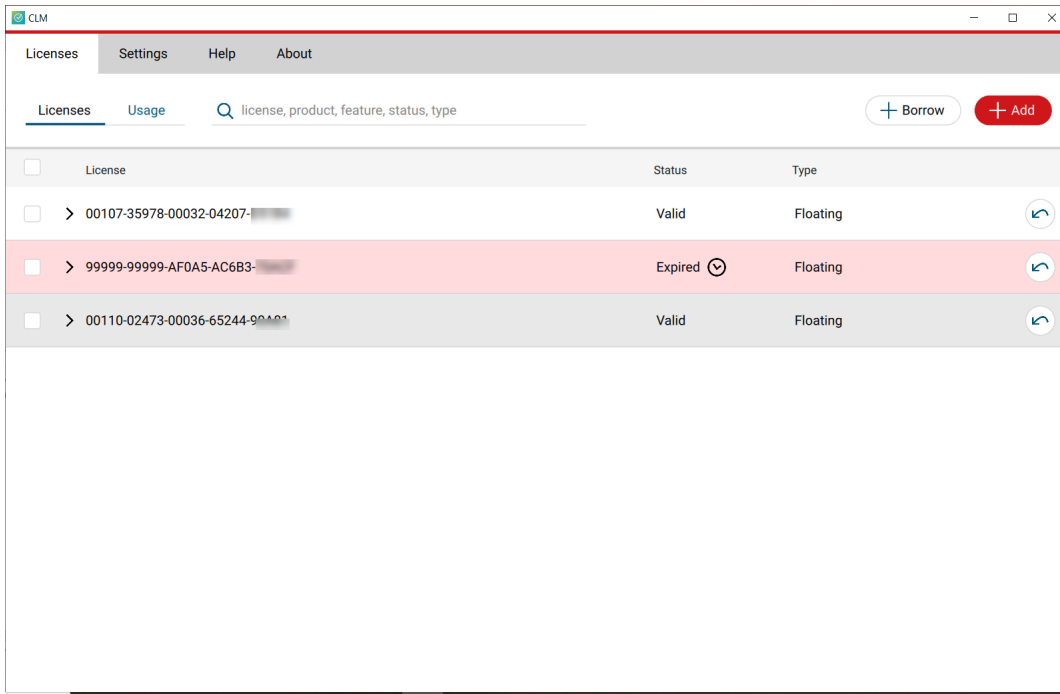 CLM
Licenses Settings Help About
Licenses Usage license, product, feature, status, type Borrow Add
License Status Type
00107-35978-00032-04207- Valid Floating
99999-99999-AF0A5-AC6B3- Expired Floating
00110-02473-00036-65244- Valid Floating